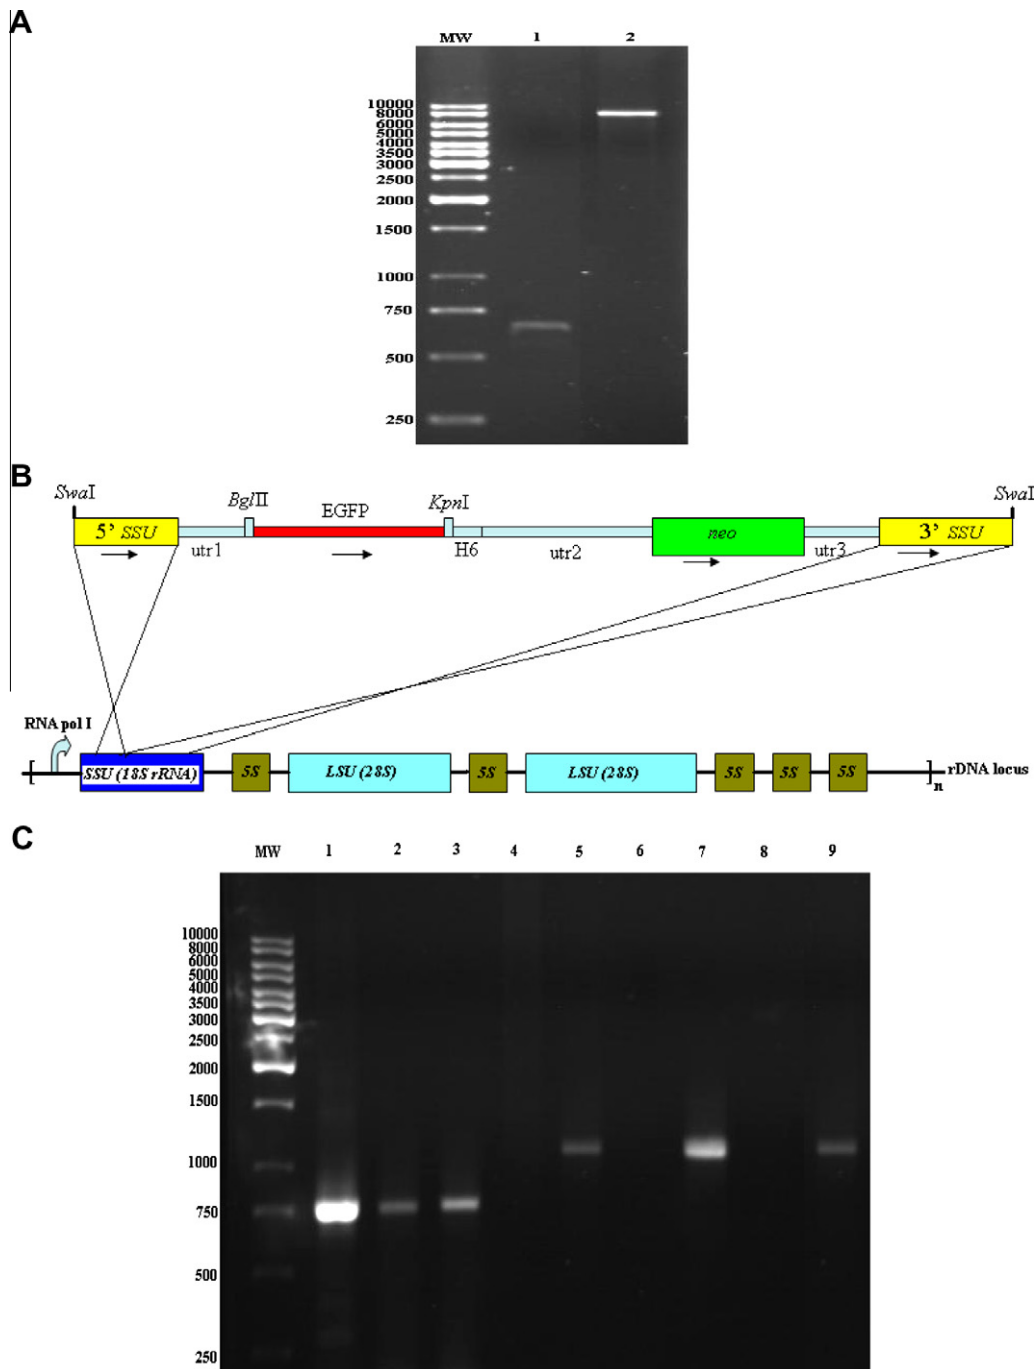 A
MW 1 2
10000
8000
6000
5000
4000
3500
3000
2500
2000
1500
1000
750
500
250
B
SwaI BglII EGFP KpnI SwaI
5' SSU utr1 H6 utr2 neo utr3 3' SSU
RNA pol I
SSU (18S rRNA) 5S LSU (28S) 5S LSU (28S) 5S 5S 5S rDNA locus
[ ]n
C
MW 1 2 3 4 5 6 7 8 9
10000
8000
6000
5000
4000
3500
3000
2500
2000
1500
1000
750
500
250